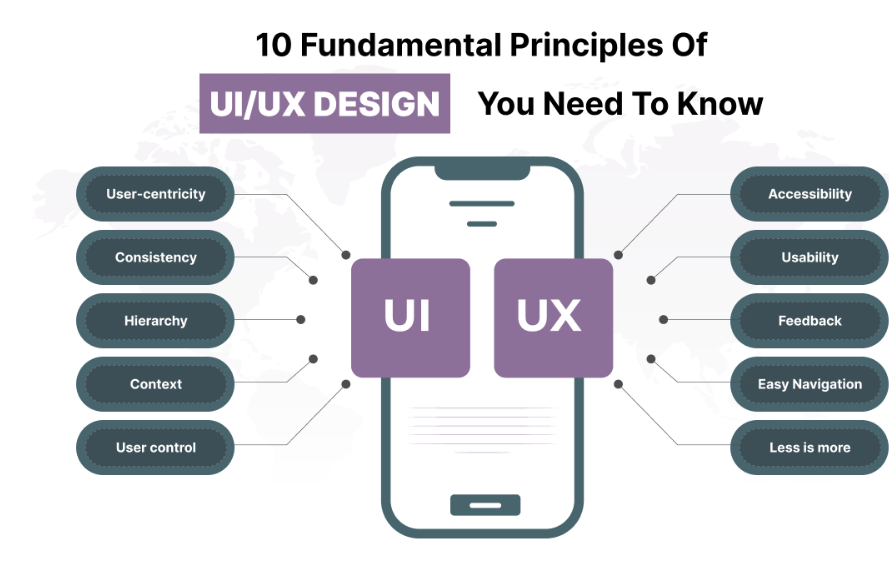 10 Fundamental Principles Of
UI/UX DESIGN You Need To Know
User-centricity
Consistency
Hierarchy
Context
User control
UI
UX
Accessibility
Usability
Feedback
Easy Navigation
Less is more